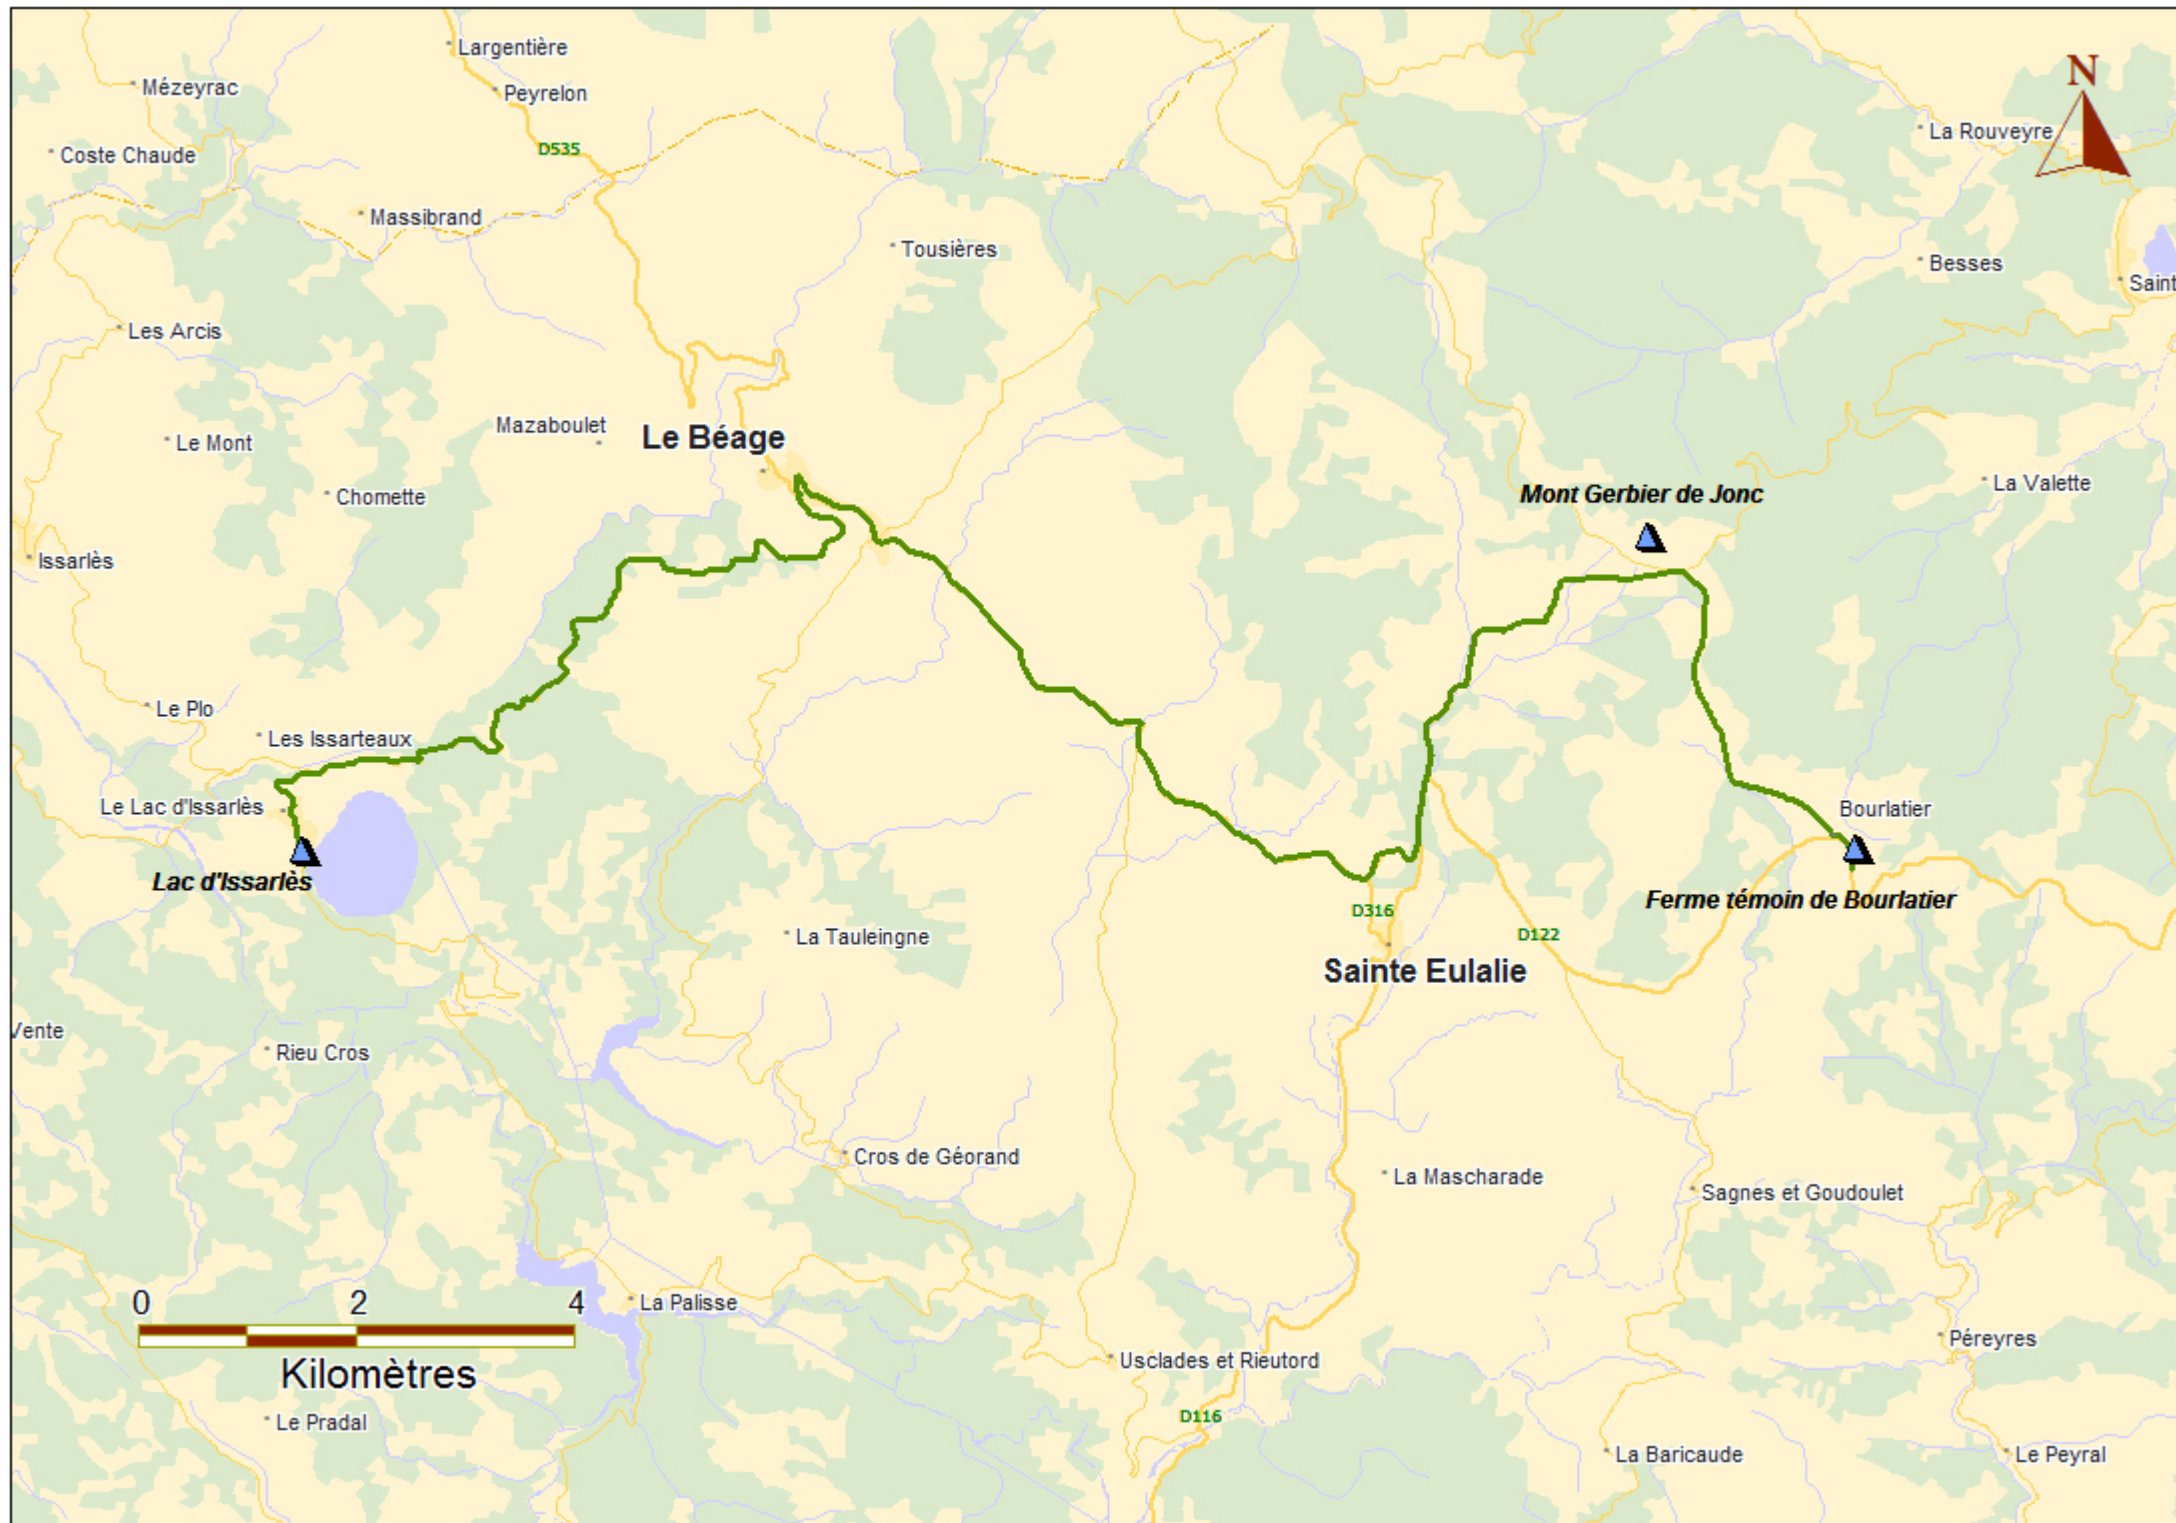 Largentière
N
Mézeyrac
Peyrelon
La Rouveyre
D535
Coste Chaude
Massibrand
Tousières
Besses
Saint
Les Arcis
Mazaboulet
Le Béage
Le Mont
La Valette
Mont Gerbier de Jonc
Chomette
Issarlès
Le Plo
Les Issarteaux
Le Lac d'Issarlès
Bourlatier
Lac d'Issarlès
Ferme témoin de Bourlatier
D316
La Tauleingne
D122
Sainte Eulalie
Vente
Rieu Cros
Cros de Géorand
La Mascharade
Sagnes et Goudoulet
0 2 4
La Palisse
Péreyres
Usclades et Rieutord
Kilomètres
D116
Le Pradal
La Baricaude
Le Peyral